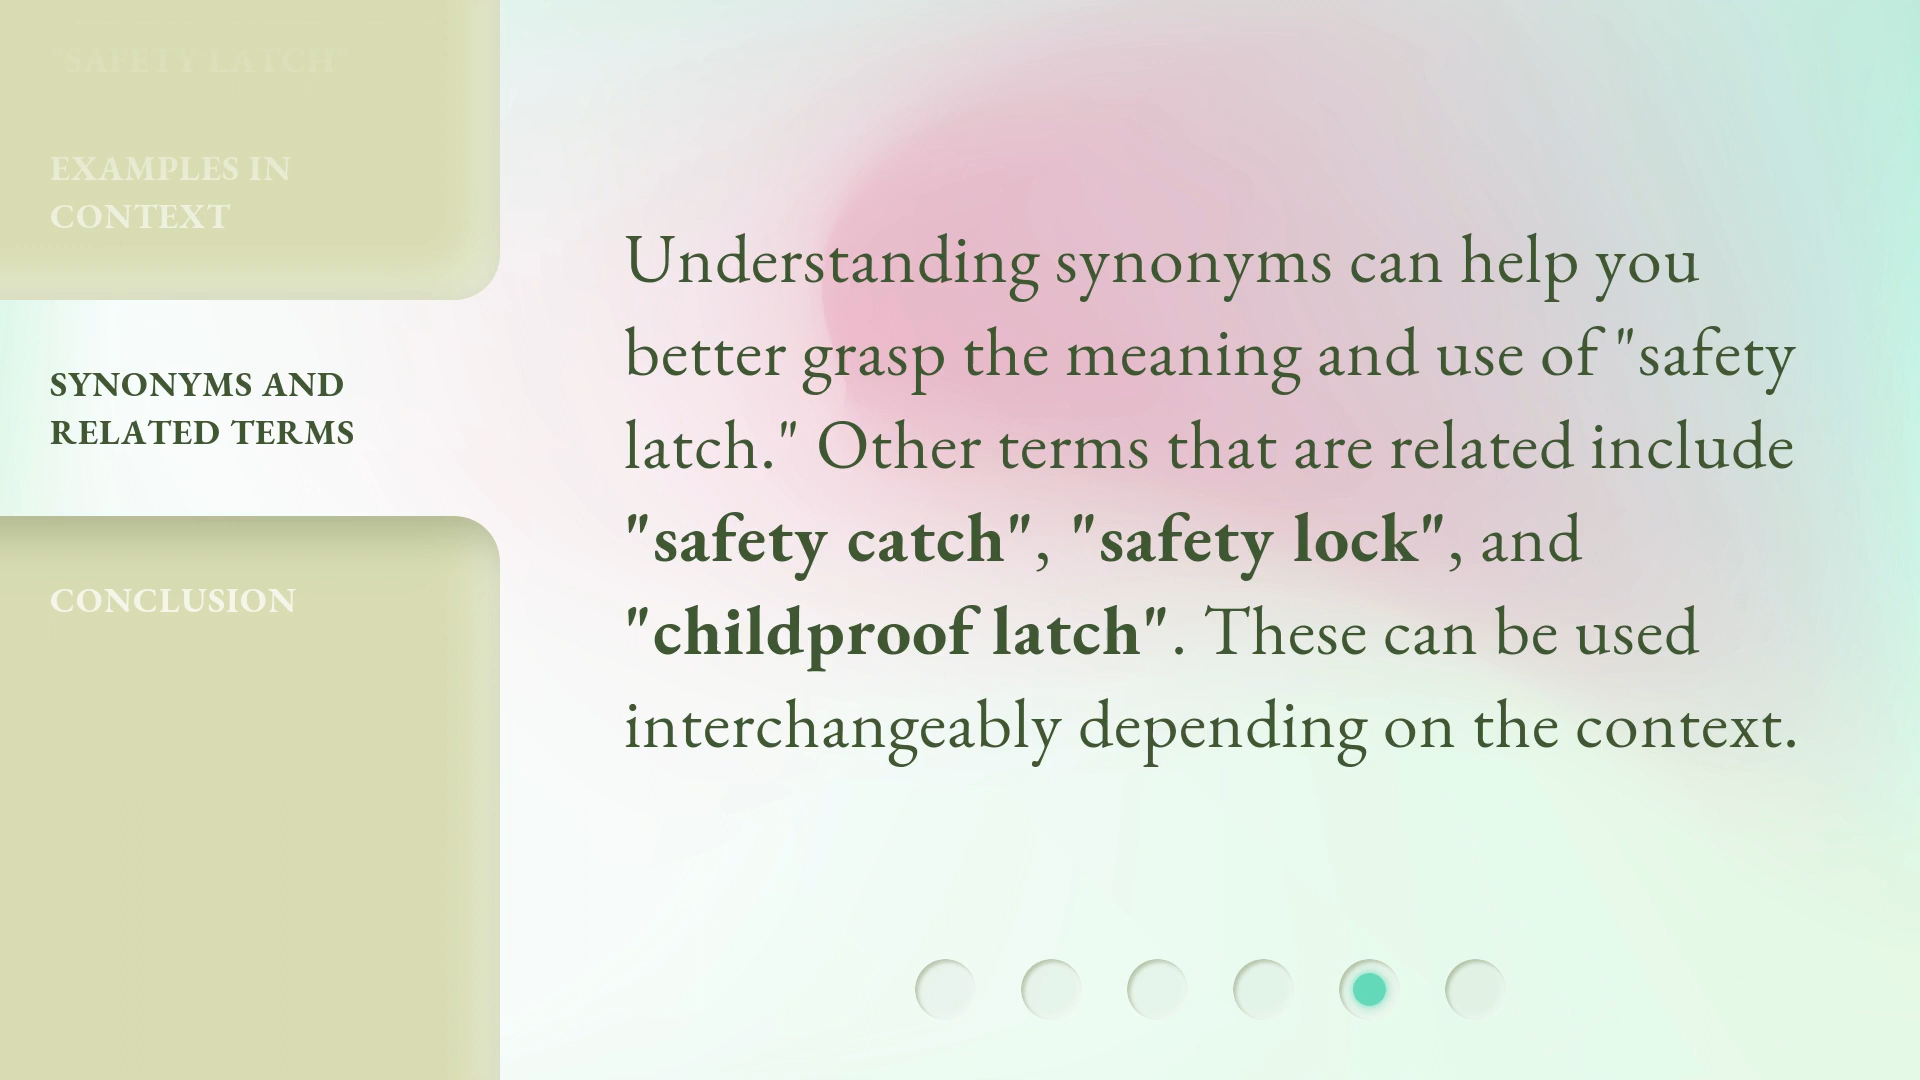 "SAFETY LATCH"
EXAMPLES IN
CONTEXT
SYNONYMS AND
RELATED TERMS
CONCLUSION
Understanding synonyms can help you
better grasp the meaning and use of "safety
latch." Other terms that are related include
"safety catch", "safety lock", and
"childproof latch". These can be used
interchangeably depending on the context.